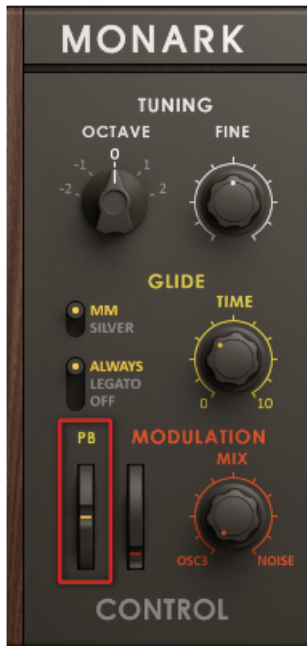 MONARK
TUNING
OCTAVE FINE
0
-1 1
-2 2
GLIDE
TIME
MM
SILVER
ALWAYS
LEGATO
OFF
0 10
PB MODULATION
MIX
OSC3 NOISE
CONTROL